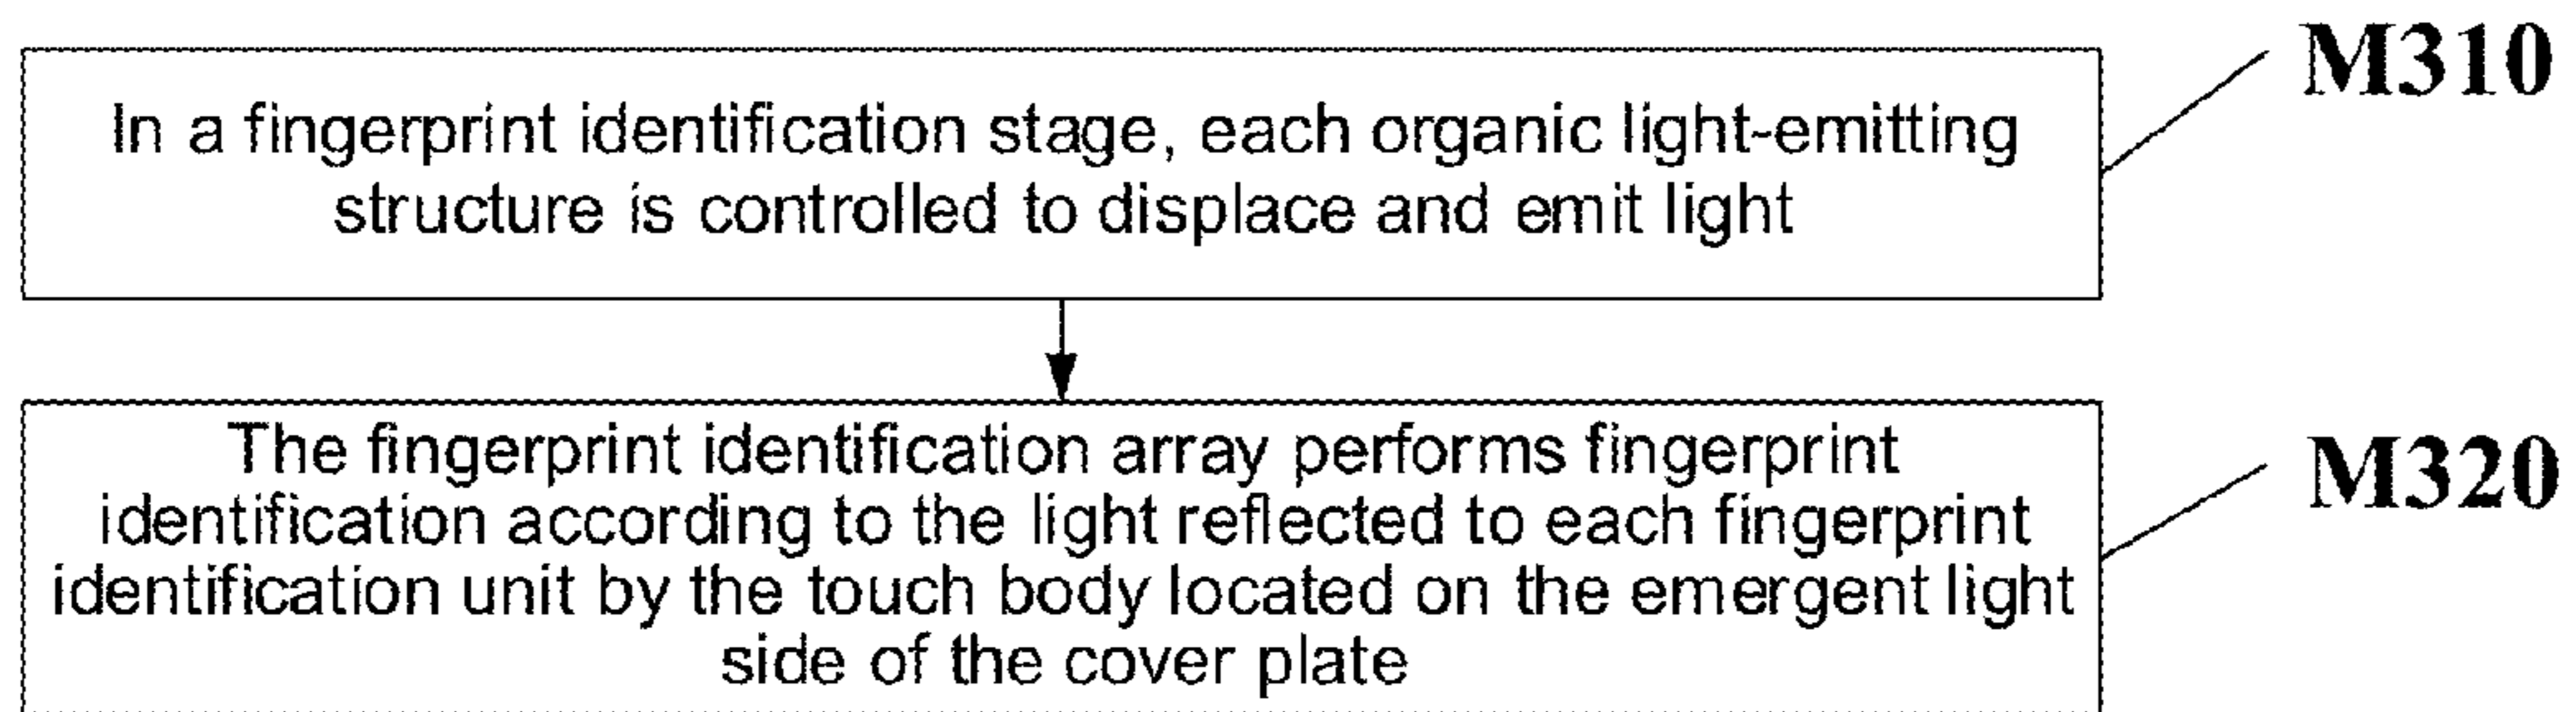 M310
In a fingerprint identification stage, each organic light-emitting
structure is controlled to displace and emit light
M320
The fingerprint identification array performs fingerprint
identification according to the light reflected to each fingerprint
identification unit by the touch body located on the emergent light
side of the cover plate